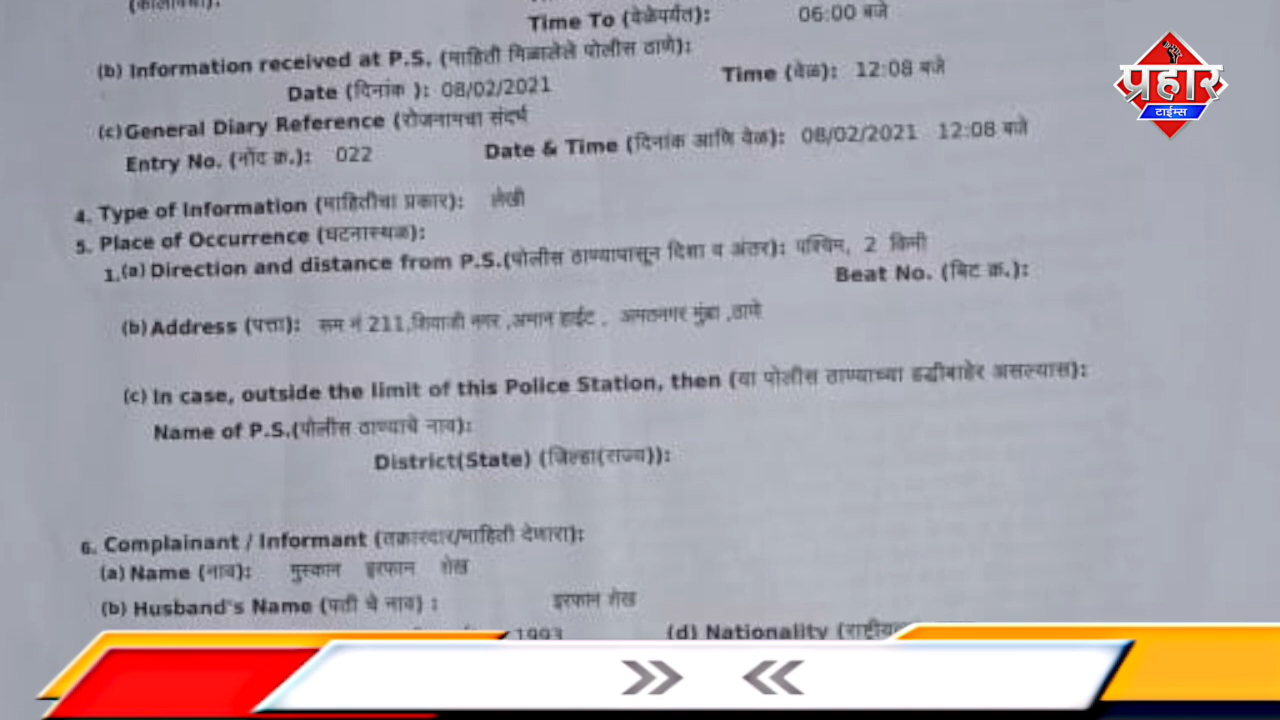 (कालावधी):
Time To (वेळेपर्यंत): 06:00 बजे
(b) Information received at P.S. (माहिती मिळालेले पोलीस ठाणे):
Date (दिनांक ): 08/02/2021 Time (वेळ): 12:08 बजे
(c) General Diary Reference (रोजनामचा संदर्भ
Entry No. (नोंद क्र.): 022 Date & Time (दिनांक आणि वेळ): 08/02/2021 12:08 बजे
4. Type of Information (माहितीचा प्रकार): लेखी
5. Place of Occurrence (घटनास्थळ):
1.(a) Direction and distance from P.S.(पोलीस ठाण्यापासून दिशा व अंतर): पश्चिम, 2 किमी
Beat No. (बिट क्र.):
(b) Address (पत्ता): रूम नं 211,शिवाजी नगर ,अमान हाईट , अमृतनगर मुंब्रा ,ठाणे
(c) In case, outside the limit of this Police Station, then (या पोलीस ठाण्याच्या हद्दीबाहेर असल्यास):
Name of P.S.(पोलीस ठाण्याचे नाव):
District(State) (जिल्हा(राज्य)):
6. Complainant / Informant (तक्रारदार/माहिती देणारा):
(a) Name (नाव): मुस्कान इरफान शेख
(b) Husband's Name (पती चे नाव) : इरफान शेख
1993 (d) Nationality
प्रहार
टाईम्स